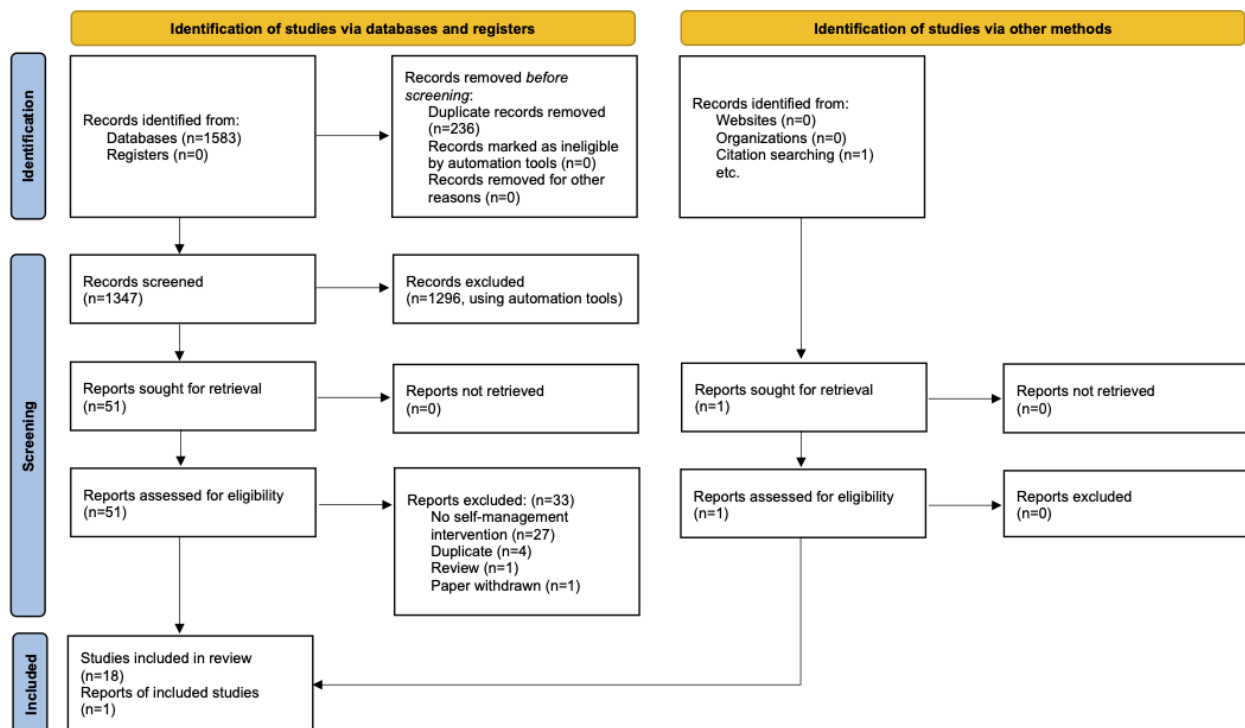 Identification of studies via databases and registers
Identification of studies via other methods
Identification
Records identified from:
Databases (n=1583)
Registers (n=0)
Records removed before
screening:
Duplicate records removed
(n=236)
Records marked as ineligible
by automation tools (n=0)
Records removed for other
reasons (n=0)
Records identified from:
Websites (n=0)
Organizations (n=0)
Citation searching (n=1)
etc.
Screening
Records screened
(n=1347)
Records excluded
(n=1296, using automation tools)
Reports sought for retrieval
(n=51)
Reports not retrieved
(n=0)
Reports sought for retrieval
(n=1)
Reports not retrieved
(n=0)
Reports assessed for eligibility
(n=51)
Reports excluded: (n=33)
No self-management
intervention (n=27)
Duplicate (n=4)
Review (n=1)
Paper withdrawn (n=1)
Reports assessed for eligibility
(n=1)
Reports excluded
(n=0)
Included
Studies included in review
(n=18)
Reports of included studies
(n=1)